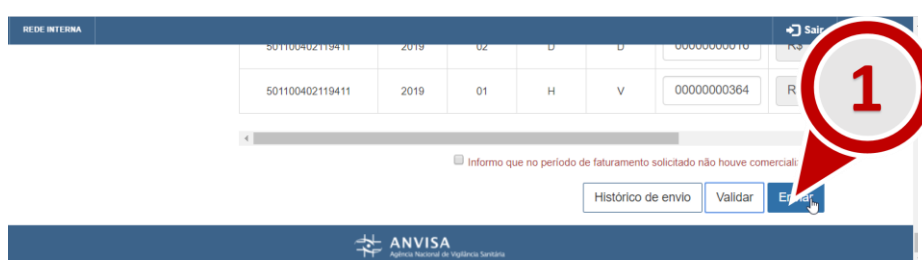 REDE INTERNA Sair
501100402119411 2019 02 D D 00000000016 R$
501100402119411 2019 01 H V 00000000364 R
1
Informo que no período de faturamento solicitado não houve
Histórico de envio Validar Enviar
ANVISA
Agência Nacional de Vigilância Sanitária